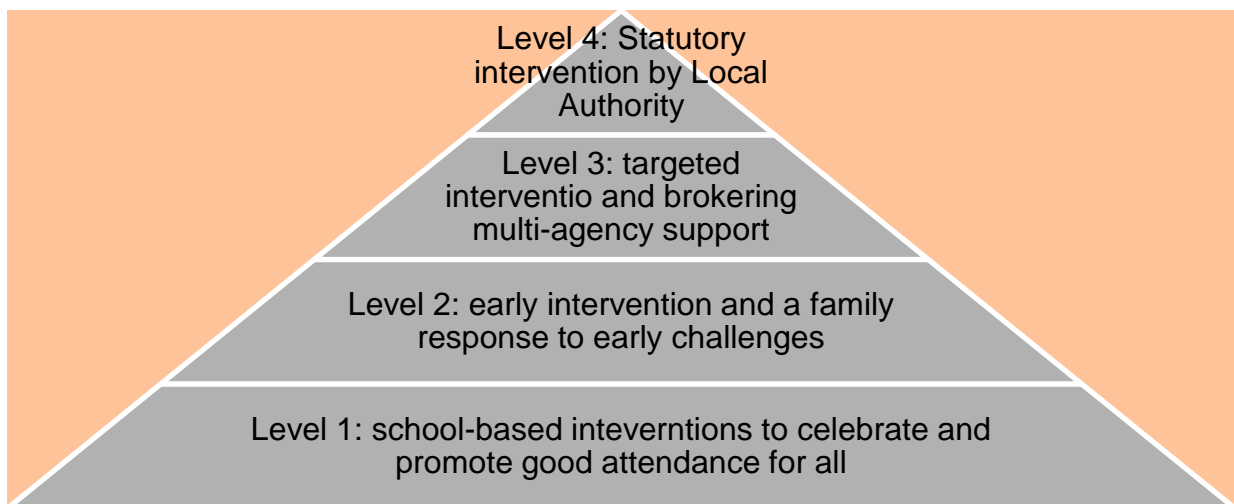 Level 4: Statutory
intervention by Local
Authority
Level 3: targeted
interventio and brokering
multi-agency support
Level 2: early intervention and a family
response to early challenges
Level 1: school-based inteverntions to celebrate and
promote good attendance for all